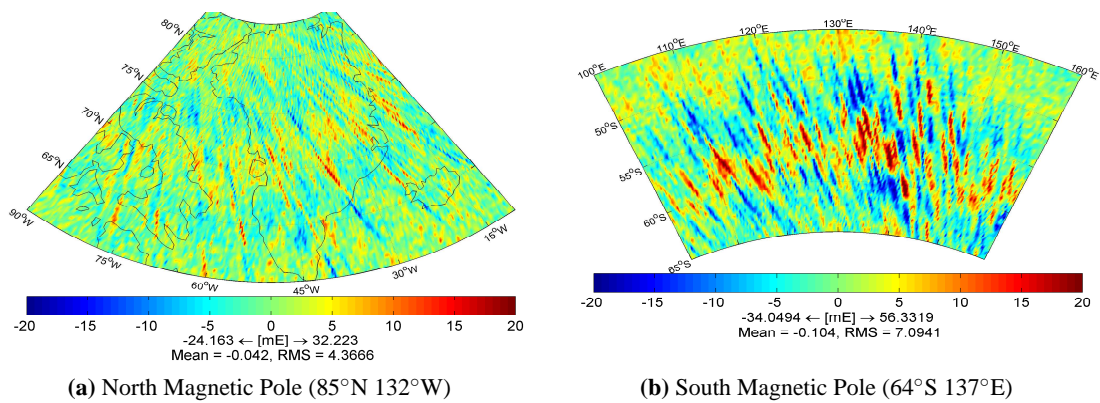 80°N
75°N
70°N
65°N
90°W
75°W
60°W
45°W
30°W
15°W
-20 -15 -10 -5 0 5 10 15 20
-24.163 ← [mE] → 32.223
Mean = -0.042, RMS = 4.3666
(a) North Magnetic Pole (85°N 132°W)
100°E
110°E
120°E
130°E
140°E
150°E
160°E
50°S
55°S
60°S
65°S
-20 -15 -10 -5 0 5 10 15 20
-34.0494 ← [mE] → 56.3319
Mean = -0.104, RMS = 7.0941
(b) South Magnetic Pole (64°S 137°E)